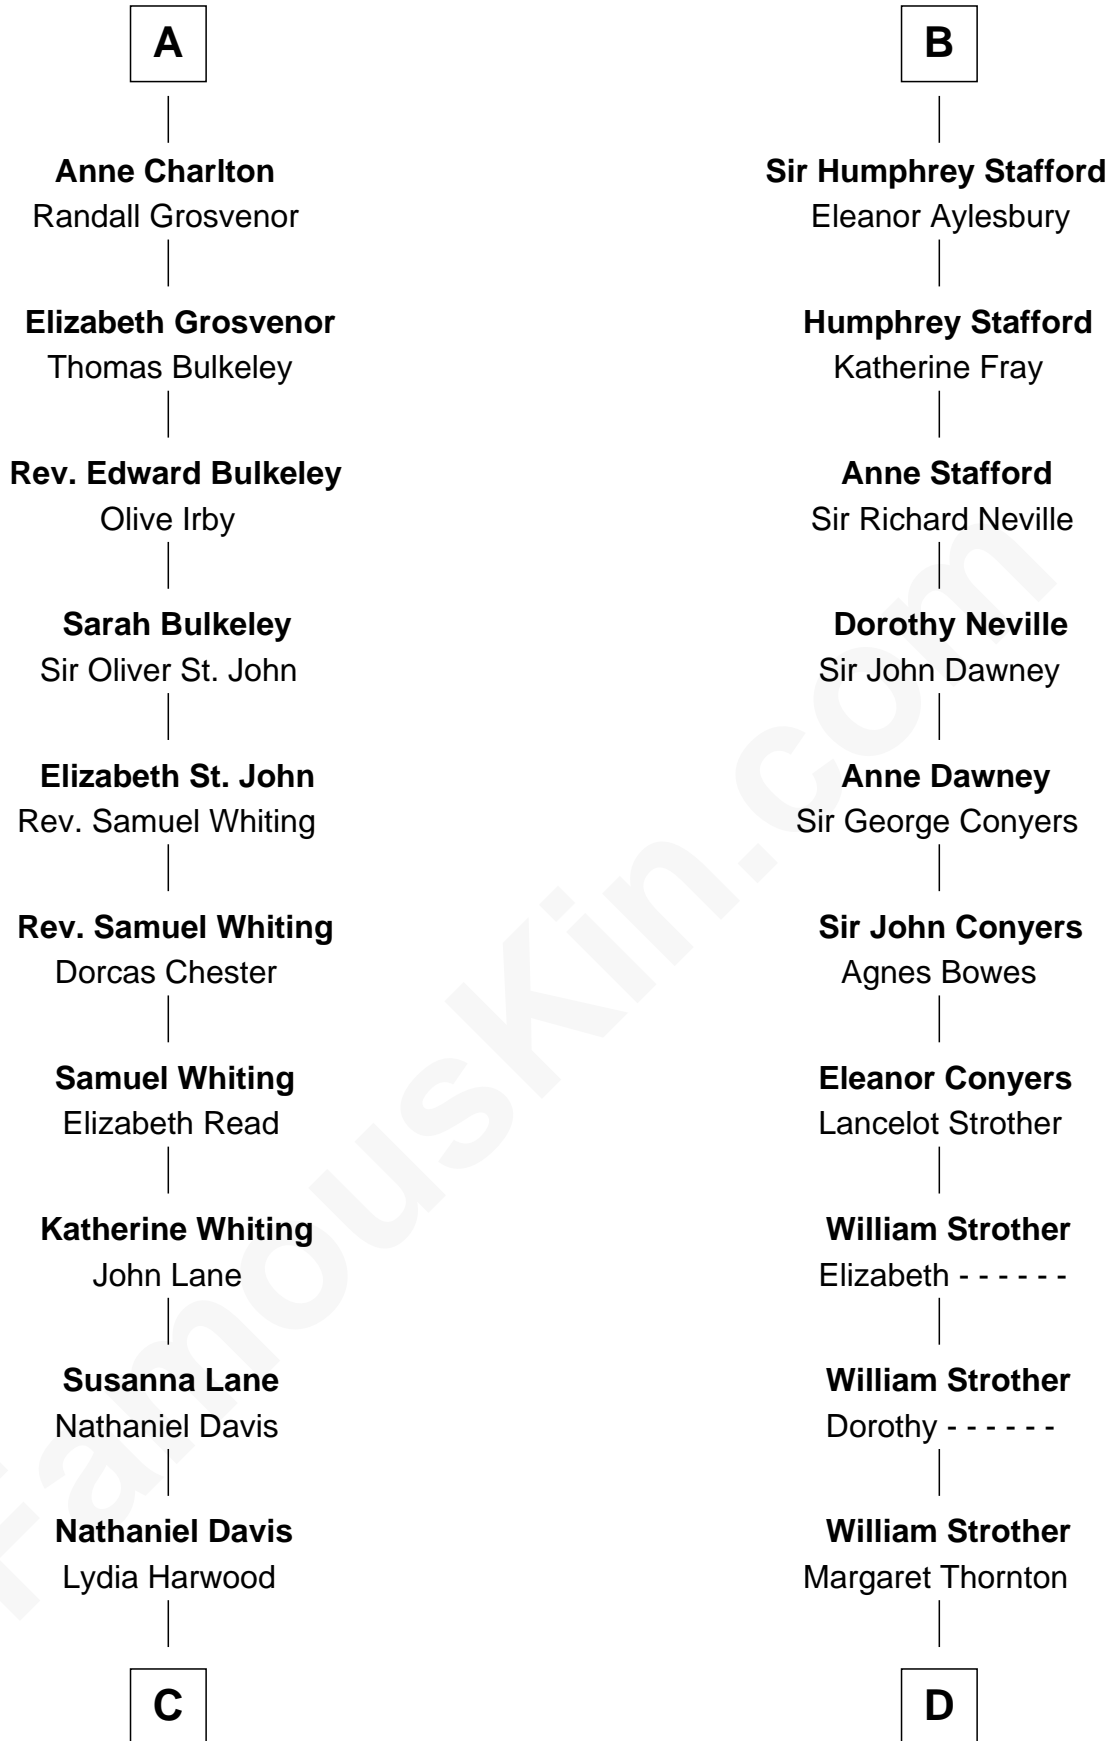 A
Anne Charlton
Randall Grosvenor
Elizabeth Grosvenor
Thomas Bulkeley
Rev. Edward Bulkeley
Olive Irby
Sarah Bulkeley
Sir Oliver St. John
Elizabeth St. John
Rev. Samuel Whiting
Rev. Samuel Whiting
Dorcas Chester
Samuel Whiting
Elizabeth Read
Katherine Whiting
John Lane
Susanna Lane
Nathaniel Davis
Nathaniel Davis
Lydia Harwood
C
B
Sir Humphrey Stafford
Eleanor Aylesbury
Humphrey Stafford
Katherine Fray
Anne Stafford
Sir Richard Neville
Dorothy Neville
Sir John Dawney
Anne Dawney
Sir George Conyers
Sir John Conyers
Agnes Bowes
Eleanor Conyers
Lancelot Strother
William Strother
Elizabeth - - - - - -
William Strother
Dorothy - - - - - -
William Strother
Margaret Thornton
D
FamousKin.com